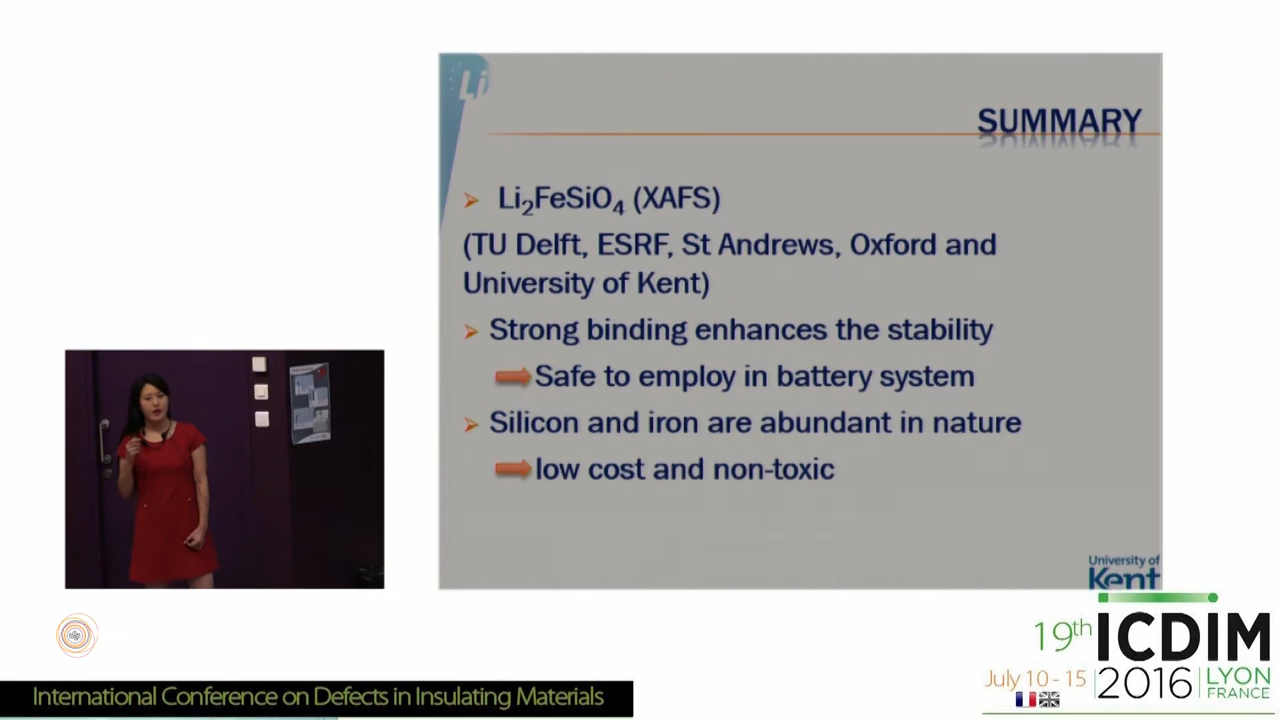 Li
SUMMARY
Li₂FeSiO₄ (XAFS)
(TU Delft, ESRF, St Andrews, Oxford and
University of Kent)
Strong binding enhances the stability
Safe to employ in battery system
Silicon and iron are abundant in nature
low cost and non-toxic
University of
Kent
19th ICDIM
July 10 - 15 2016 LYON
FRANCE
International Conference on Defects in Insulating Materials